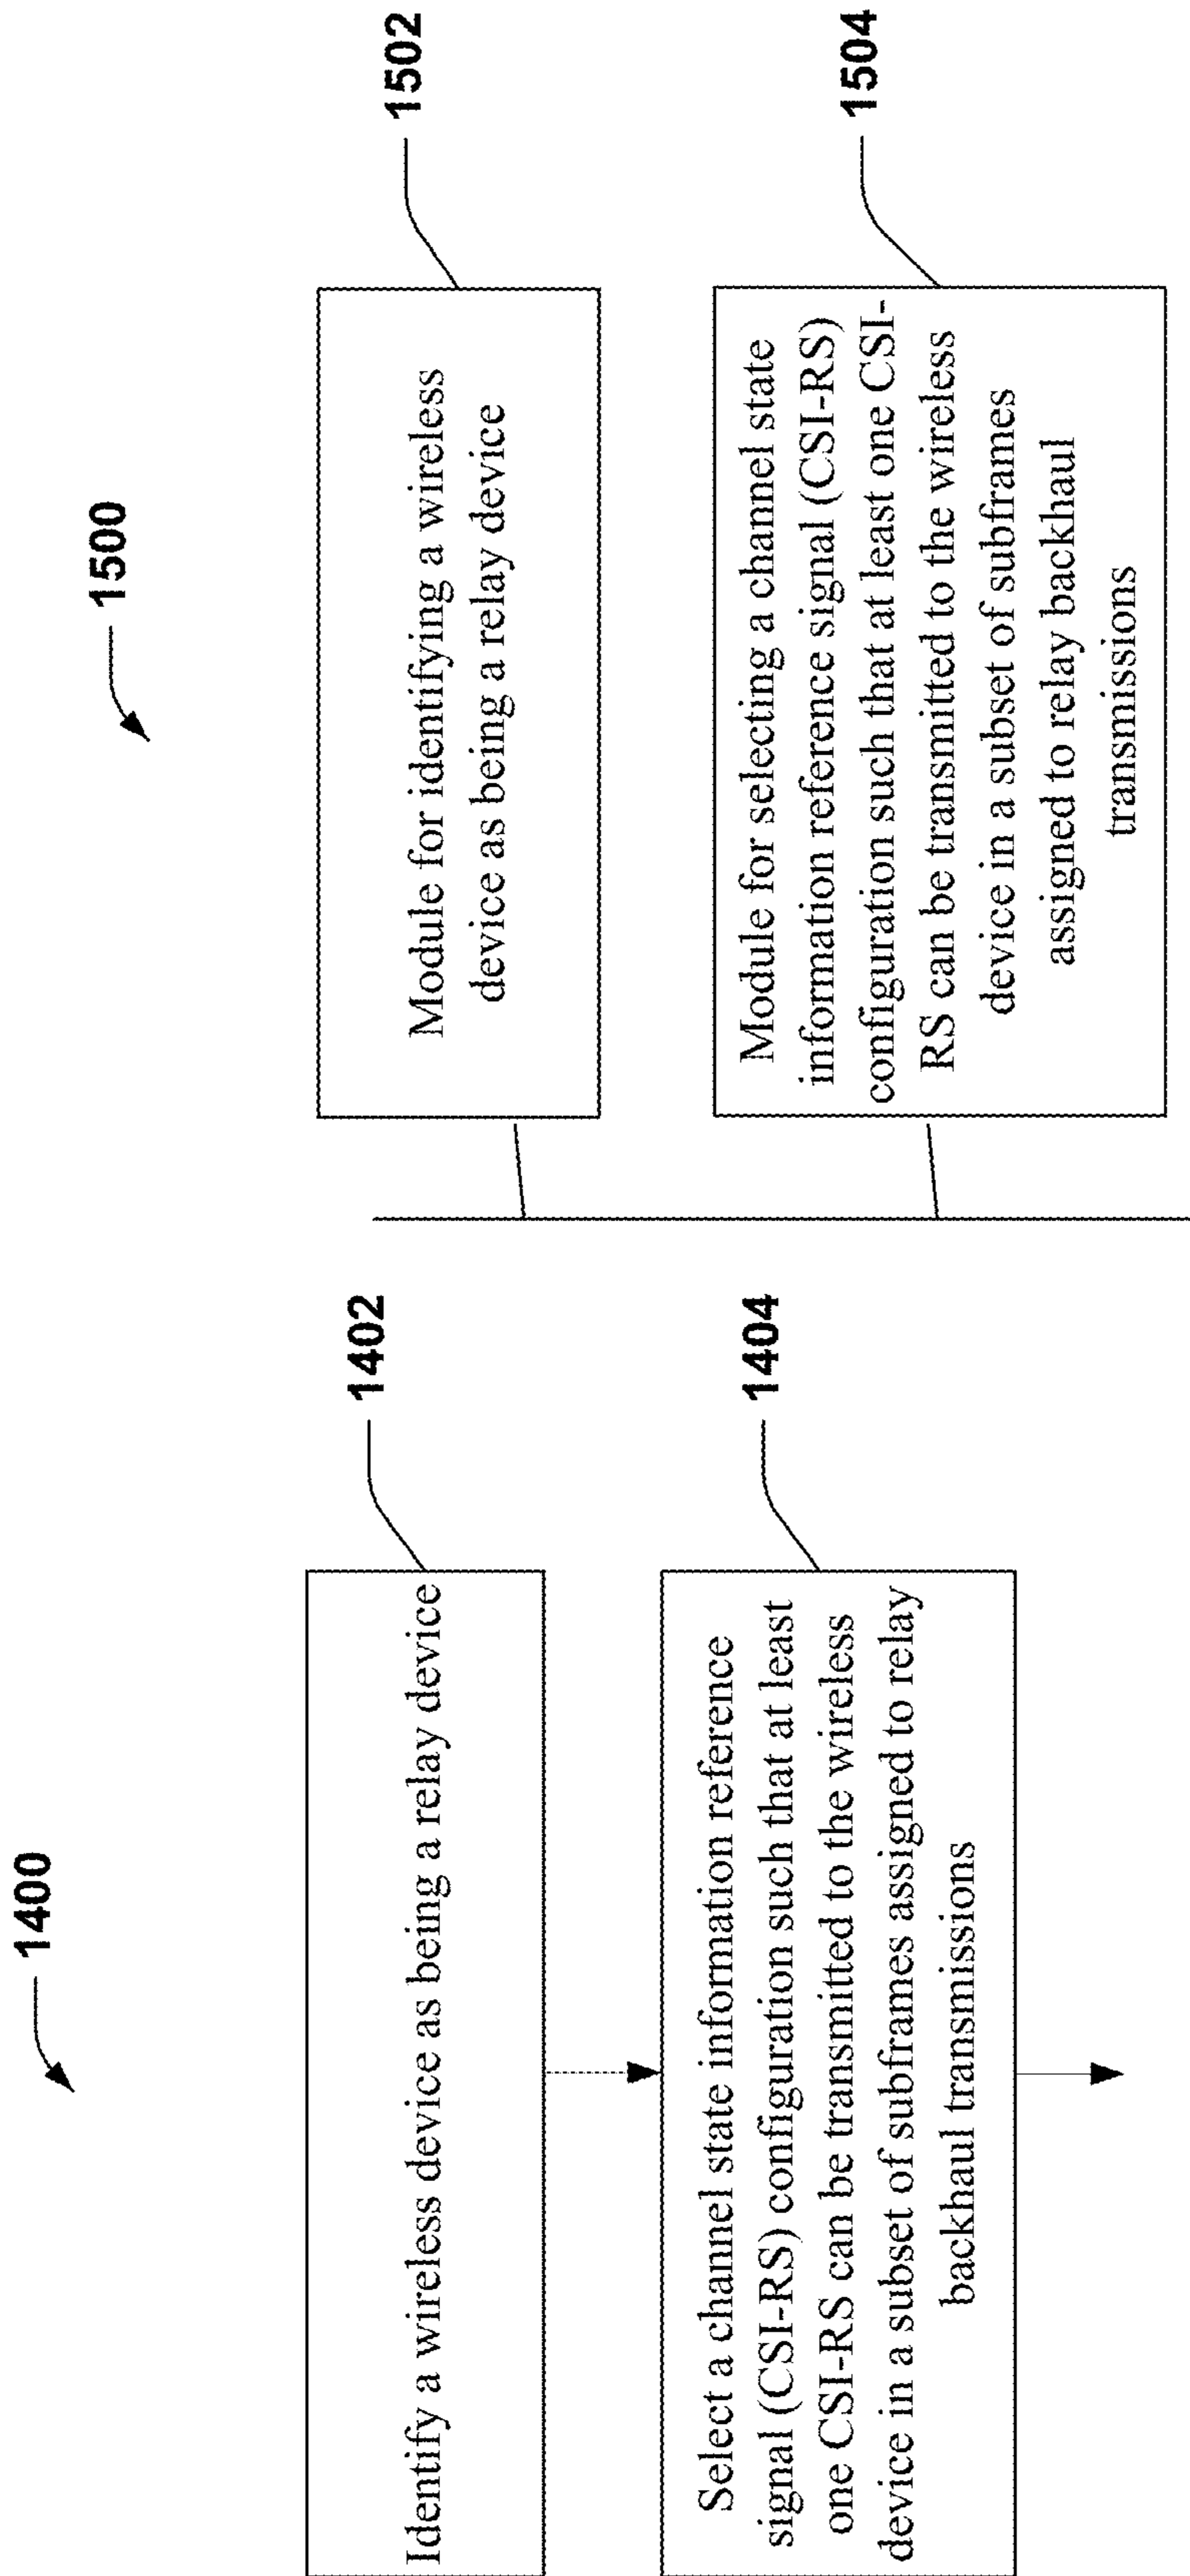 1400
Identify a wireless device as being a relay device
1402
Select a channel state information reference
signal (CSI-RS) configuration such that at least
one CSI-RS can be transmitted to the wireless
device in a subset of subframes assigned to relay
backhaul transmissions
1404
1500
Module for identifying a wireless
device as being a relay device
1502
Module for selecting a channel state
information reference signal (CSI-RS)
configuration such that at least one CSI-
RS can be transmitted to the wireless
device in a subset of subframes
assigned to relay backhaul
transmissions
1504